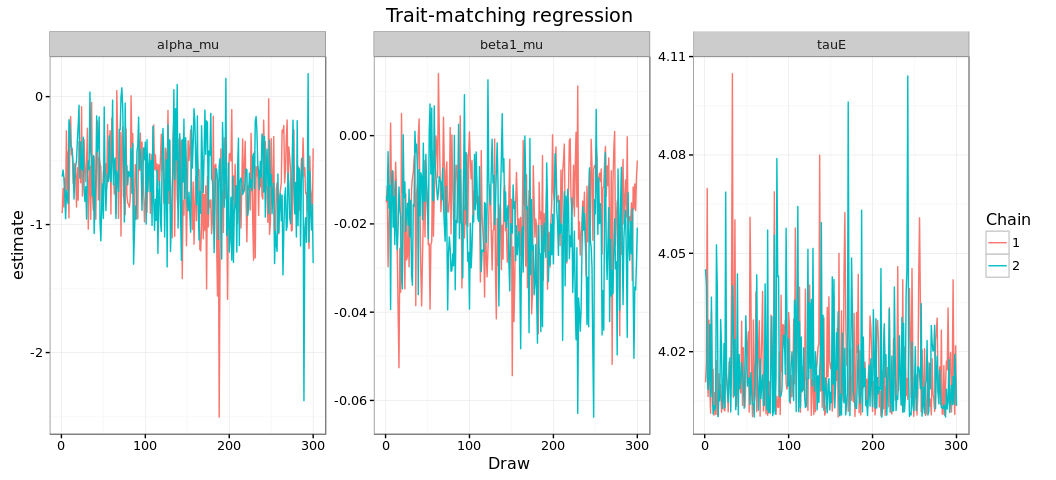 Trait-matching regression
alpha_mu
beta1_mu
tauE
estimate
0
-1
-2
0.00
-0.02
-0.04
-0.06
4.11
4.08
4.05
4.02
0 100 200 300
0 100 200 300
0 100 200 300
Draw
Chain
1
2